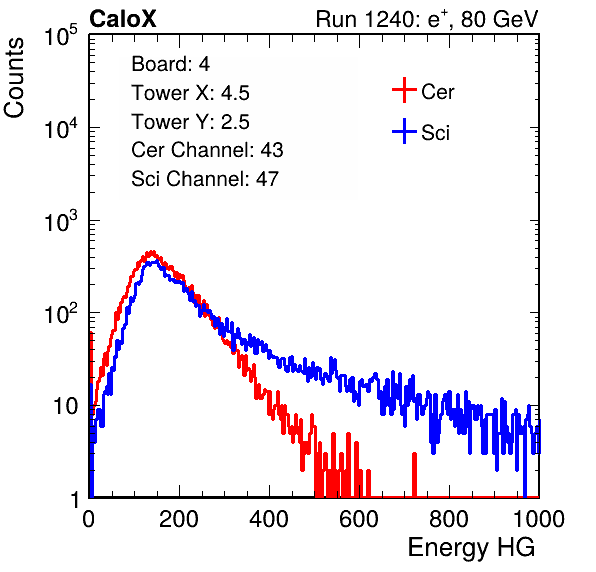 CaloX Run 1240: e⁺, 80 GeV
Counts
Board: 4
Tower X: 4.5
Tower Y: 2.5
Cer Channel: 43
Sci Channel: 47
Cer
Sci
10⁵
10⁴
10³
10²
10
1
0 200 400 600 800 1000
Energy HG